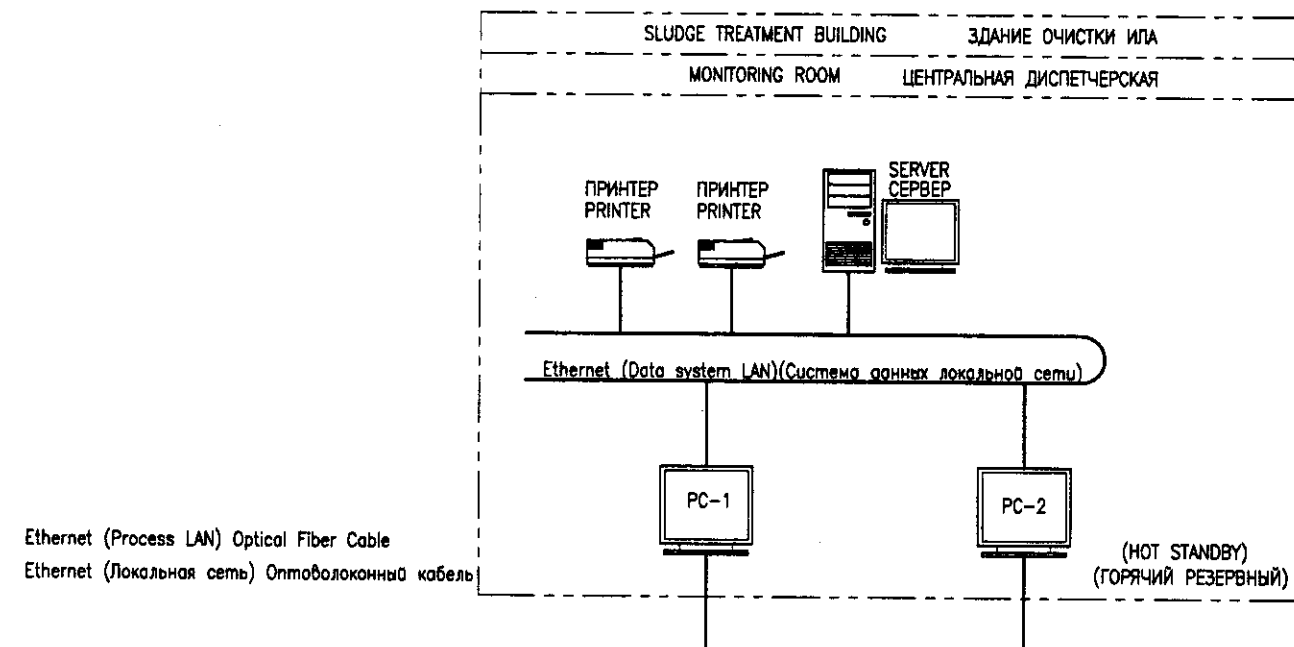 SLUDGE TREATMENT BUILDING ЗДАНИЕ ОЧИСТКИ ИЛА
MONITORING ROOM ЦЕНТРАЛЬНАЯ ДИСПЕТЧЕРСКАЯ
ПРИНТЕР
PRINTER
ПРИНТЕР
PRINTER
SERVER
СЕРВЕР
Ethernet (Data system LAN)(Система данных локальной сети)
PC-1
PC-2
Ethernet (Process LAN) Optical Fiber Cable
Ethernet (Локальная сеть) Оптоволоконный кабель
(HOT STANDBY)
(ГОРЯЧИЙ РЕЗЕРВНЫЙ)